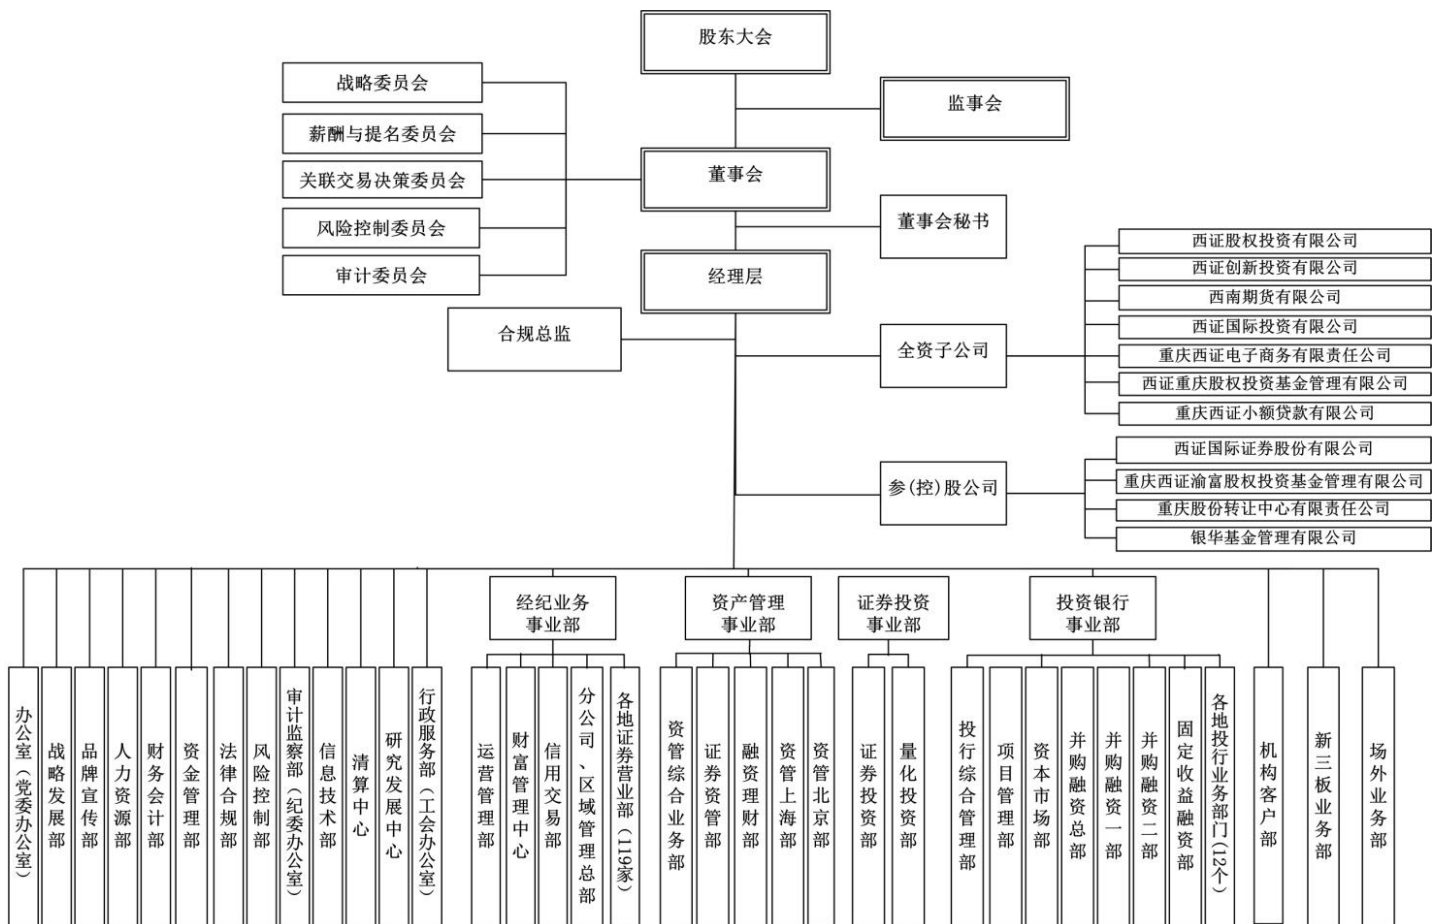 股东大会
战略委员会
监事会
薪酬与提名委员会
董事会
关联交易决策委员会
董事会秘书
风险控制委员会
经理层
审计委员会
合规总监
全资子公司
西证股权投资有限公司
西证创新投资有限公司
西南期货有限公司
西证国际投资有限公司
重庆西证电子商务有限责任公司
西证重庆股权投资基金管理有限公司
重庆西证小额贷款有限公司
参(控)股公司
西证国际证券股份有限公司
重庆西证渝富股权投资基金管理有限公司
重庆股份转让中心有限责任公司
银华基金管理有限公司
经纪业务
事业部
资产管理
事业部
证券投资
事业部
投资银行
事业部
办公室（党委办公室）
战略发展部
品牌宣传部
人力资源部
财务会计部
资金管理部
法律合规部
风险控制部
审计监察部（纪委办公室）
信息技术部
清算中心
研究发展中心
行政服务部（工会办公室）
运营管理部
财富管理中心
信用交易部
分公司、区域管理总部
各地证券营业部（119家）
资管综合业务部
证券资管部
融资理财部
资管上海部
资管北京部
证券投资部
量化投资部
投行综合管理部
项目管理部
资本市场部
并购融资总部
并购融资一部
并购融资二部
固定收益融资部
各地投行业务部门(12个)
机构客户部
新三板业务部
场外业务部